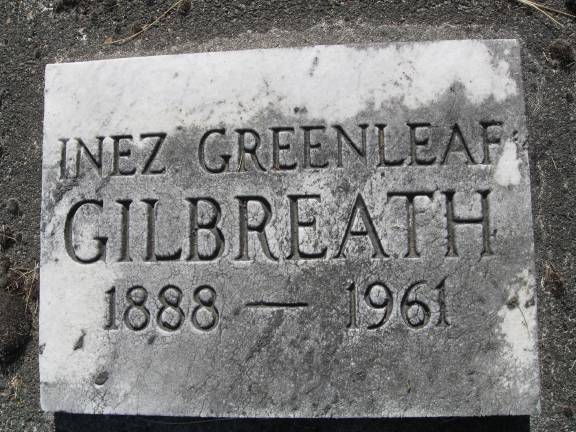 INEZ GREENLEAF
GILBREATH
1888 — 1961